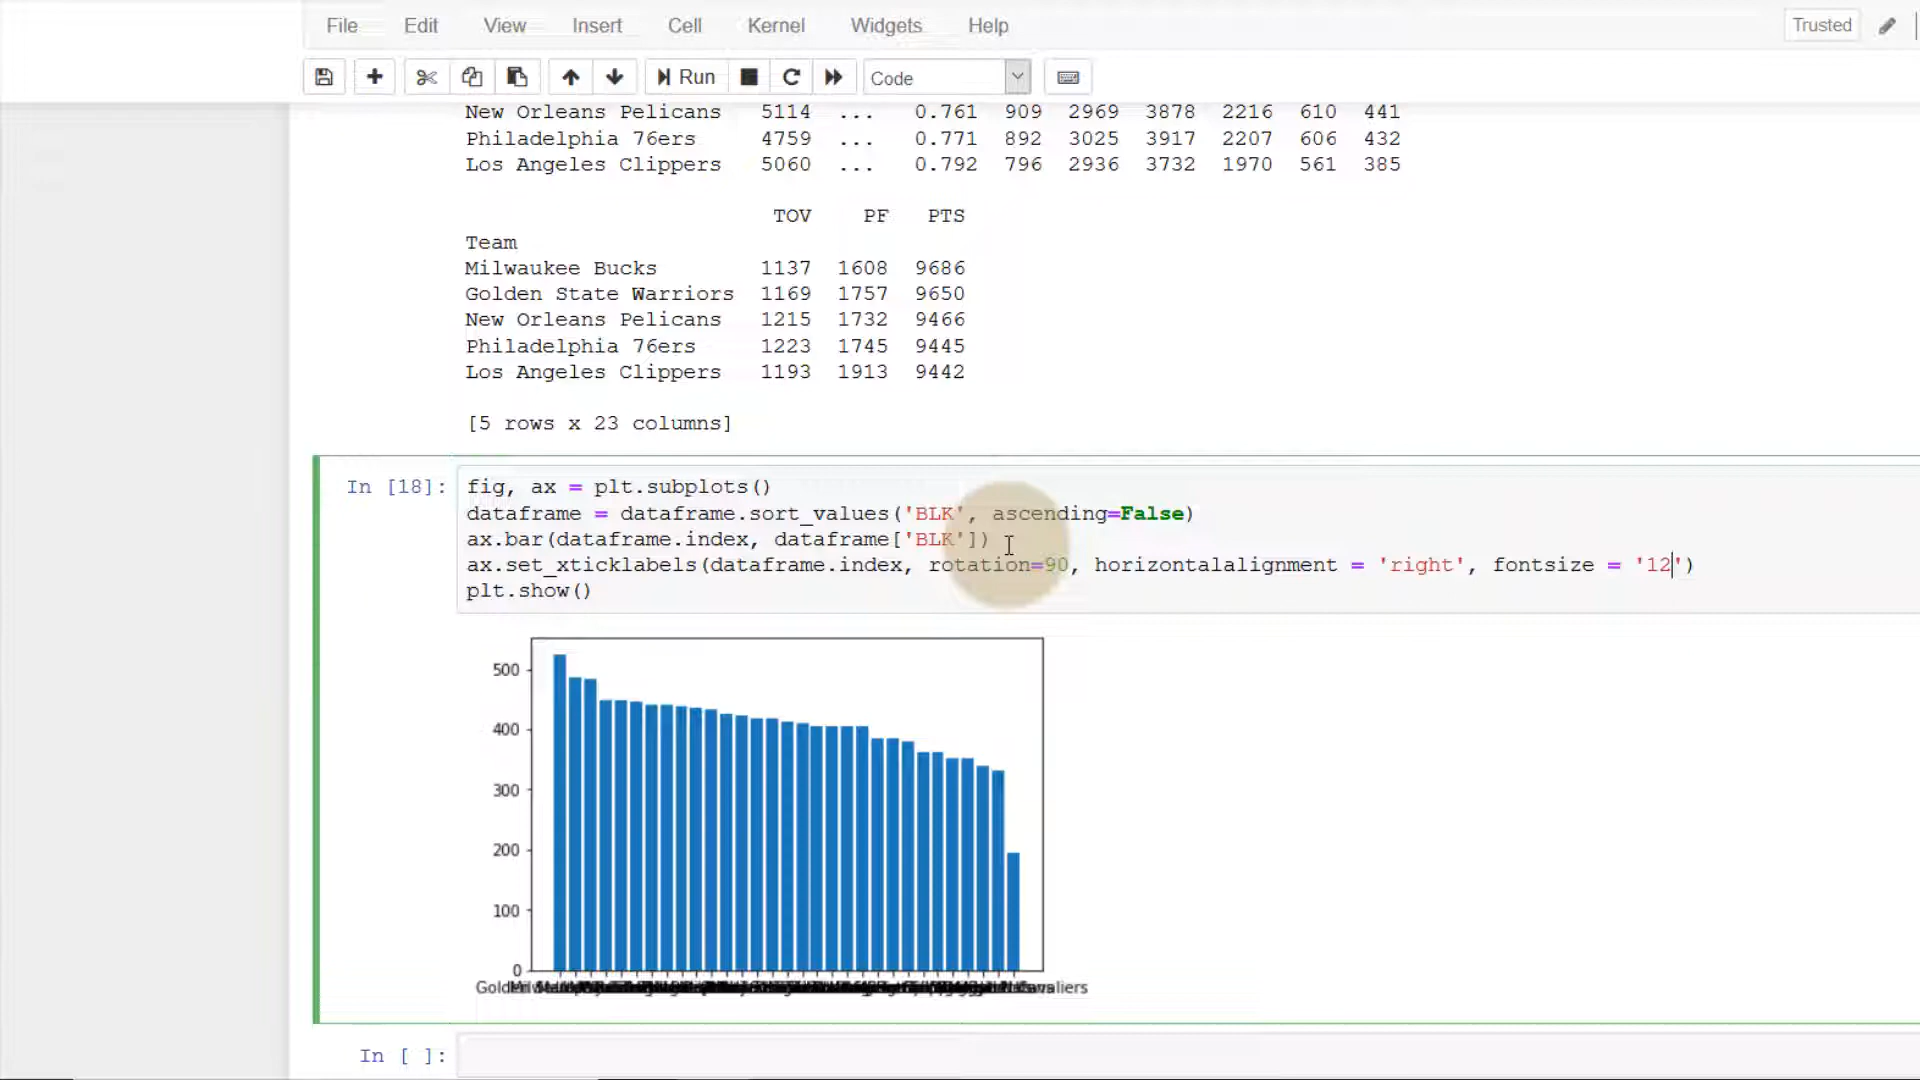 File Edit View Insert Cell Kernel Widgets Help Trusted
Run Code
New Orleans Pelicans 5114 ... 0.761 909 2969 3878 2216 610 441
Philadelphia 76ers 4759 ... 0.771 892 3025 3917 2207 606 432
Los Angeles Clippers 5060 ... 0.792 796 2936 3732 1970 561 385
TOV PF PTS
Team
Milwaukee Bucks 1137 1608 9686
Golden State Warriors 1169 1757 9650
New Orleans Pelicans 1215 1732 9466
Philadelphia 76ers 1223 1745 9445
Los Angeles Clippers 1193 1913 9442
[5 rows x 23 columns]
In [18]: fig, ax = plt.subplots()
dataframe = dataframe.sort_values('BLK', ascending=False)
ax.bar(dataframe.index, dataframe['BLK'])
ax.set_xticklabels(dataframe.index, rotation=90, horizontalalignment = 'right', fontsize = '12')
plt.show()
500
400
300
200
100
0
In [ ]: